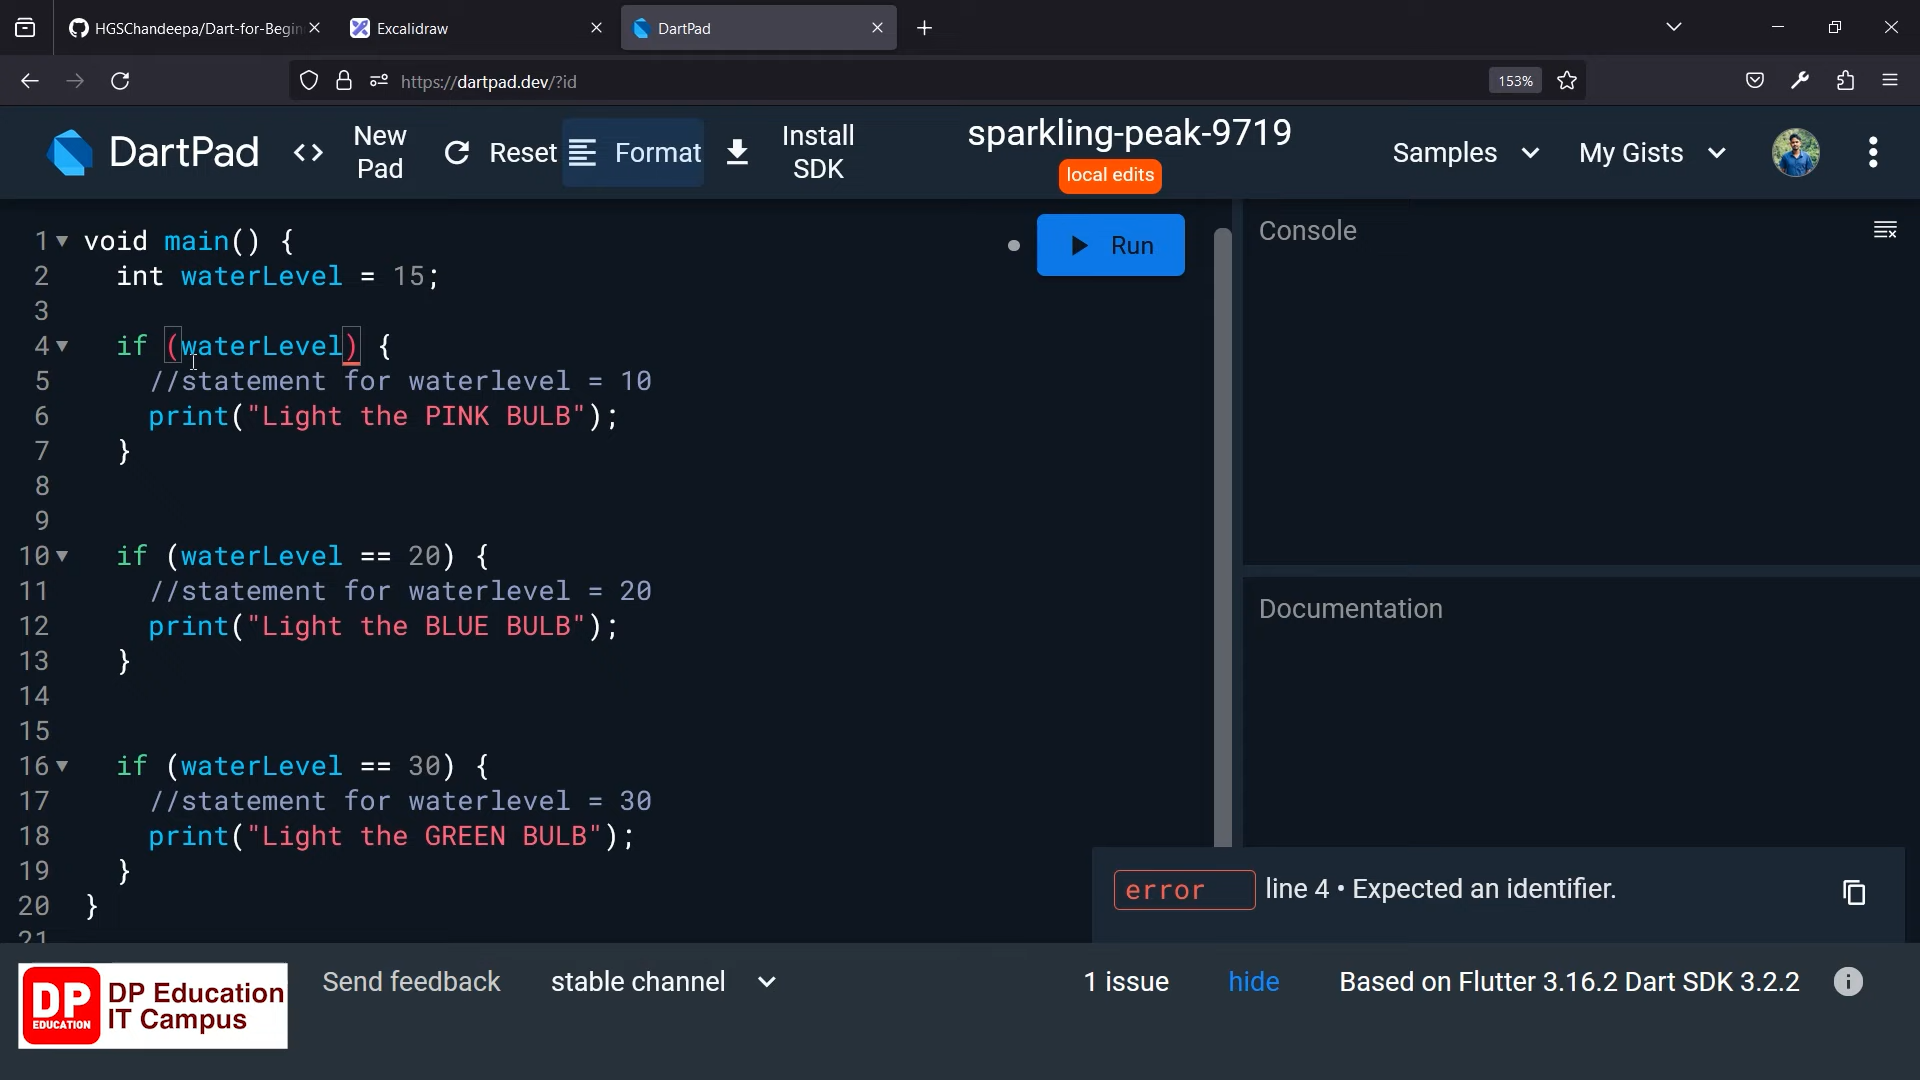 HGSChandeepa/Dart-for-Begin
Excalidraw
DartPad
https://dartpad.dev/?id
153%
DartPad
<> New Pad
Reset
Format
Install SDK
sparkling-peak-9719
local edits
Samples
My Gists
1 void main() {
2 int waterLevel = 15;
3
4 if (waterLevel) {
5 //statement for waterlevel = 10
6 print("Light the PINK BULB");
7 }
8
9
10 if (waterLevel == 20) {
11 //statement for waterlevel = 20
12 print("Light the BLUE BULB");
13 }
14
15
16 if (waterLevel == 30) {
17 //statement for waterlevel = 30
18 print("Light the GREEN BULB");
19 }
20 }
21
Run
Console
Documentation
error line 4 • Expected an identifier.
DP EDUCATION
DP Education
IT Campus
Send feedback
stable channel
1 issue
hide
Based on Flutter 3.16.2 Dart SDK 3.2.2